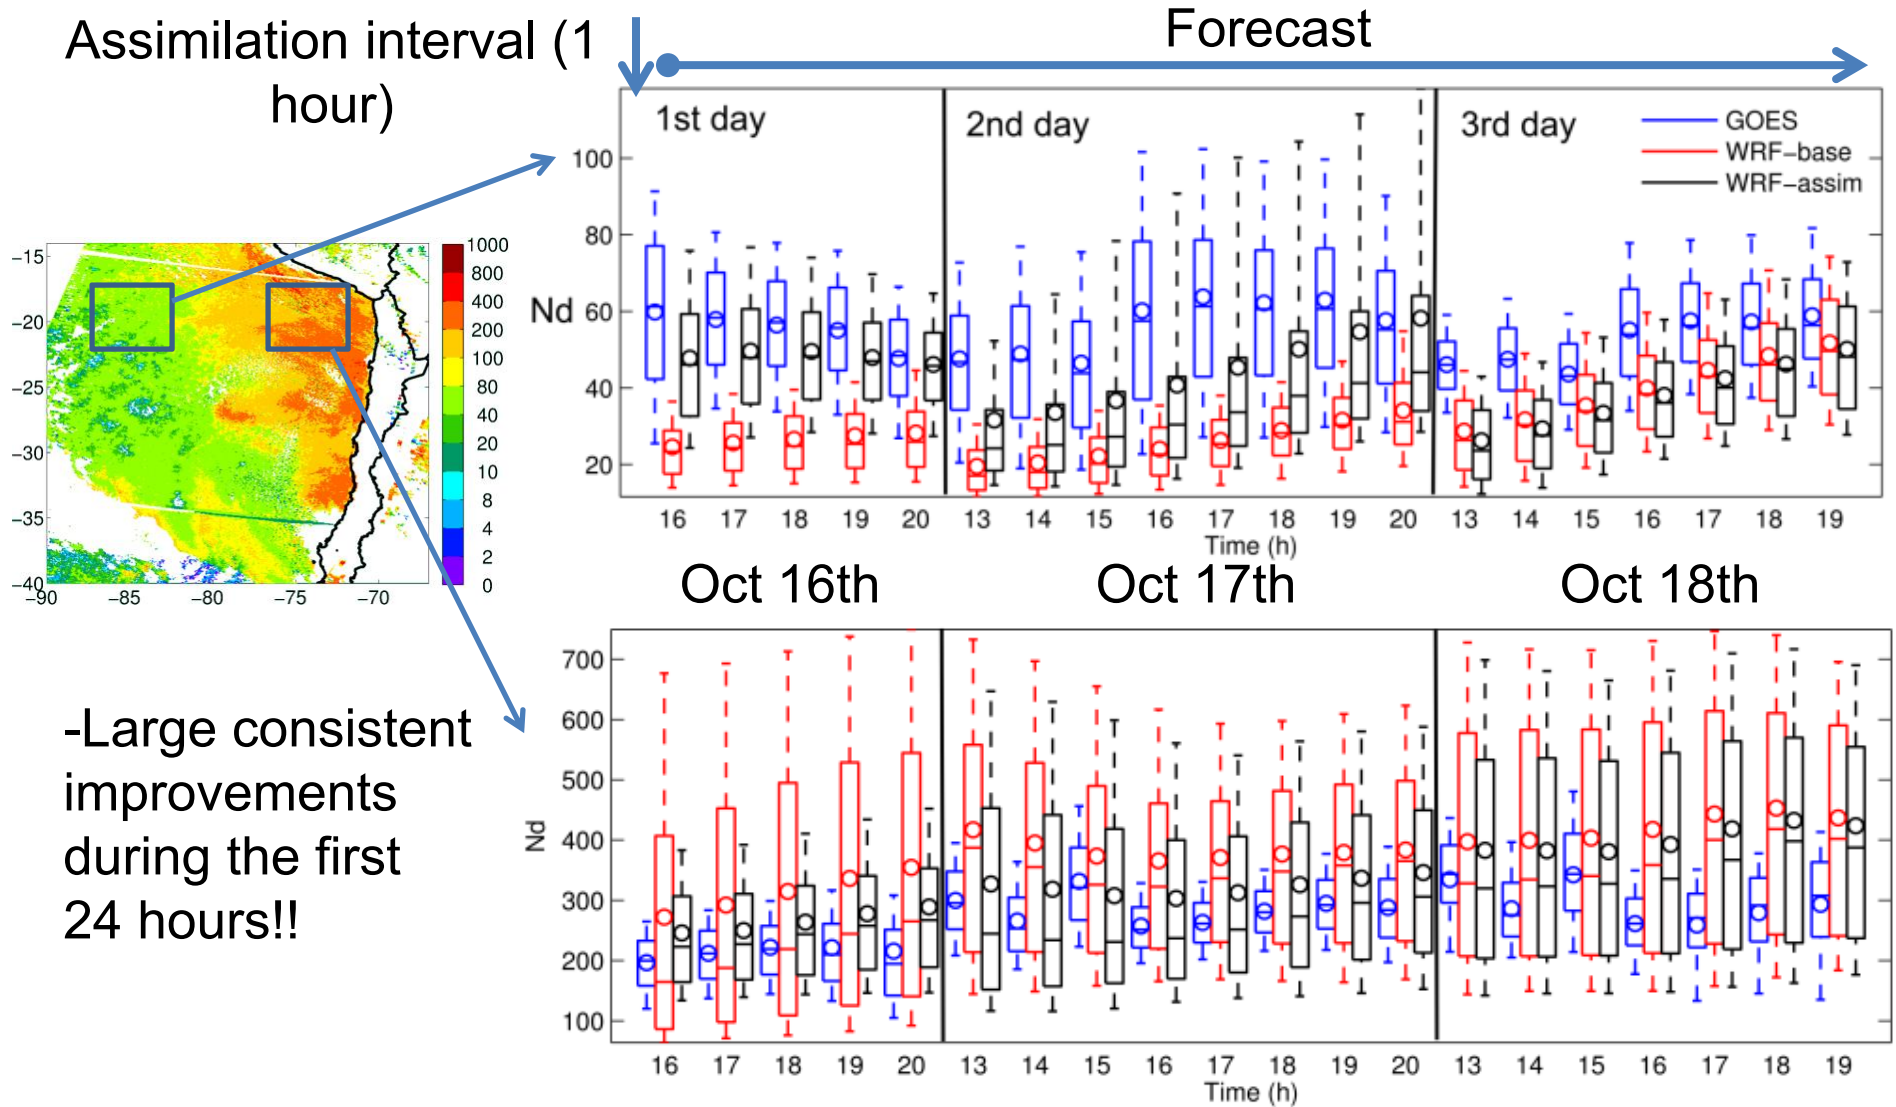 Assimilation interval (1
hour)
Forecast
1st day
2nd day
3rd day
GOES
WRF-base
WRF-assim
100
80
Nd
60
40
20
16 17 18 19 20 13 14 15 16 17 18 19 20 13 14 15 16 17 18 19
Time (h)
−15
−20
−25
−30
−35
−40
−90 −85 −80 −75 −70
1000
800
400
200
100
80
40
20
10
8
4
2
0
Oct 16th
Oct 17th
Oct 18th
-Large consistent
improvements
during the first
24 hours!!
700
600
500
400
300
200
100
Nd
16 17 18 19 20 13 14 15 16 17 18 19 20 13 14 15 16 17 18 19
Time (h)